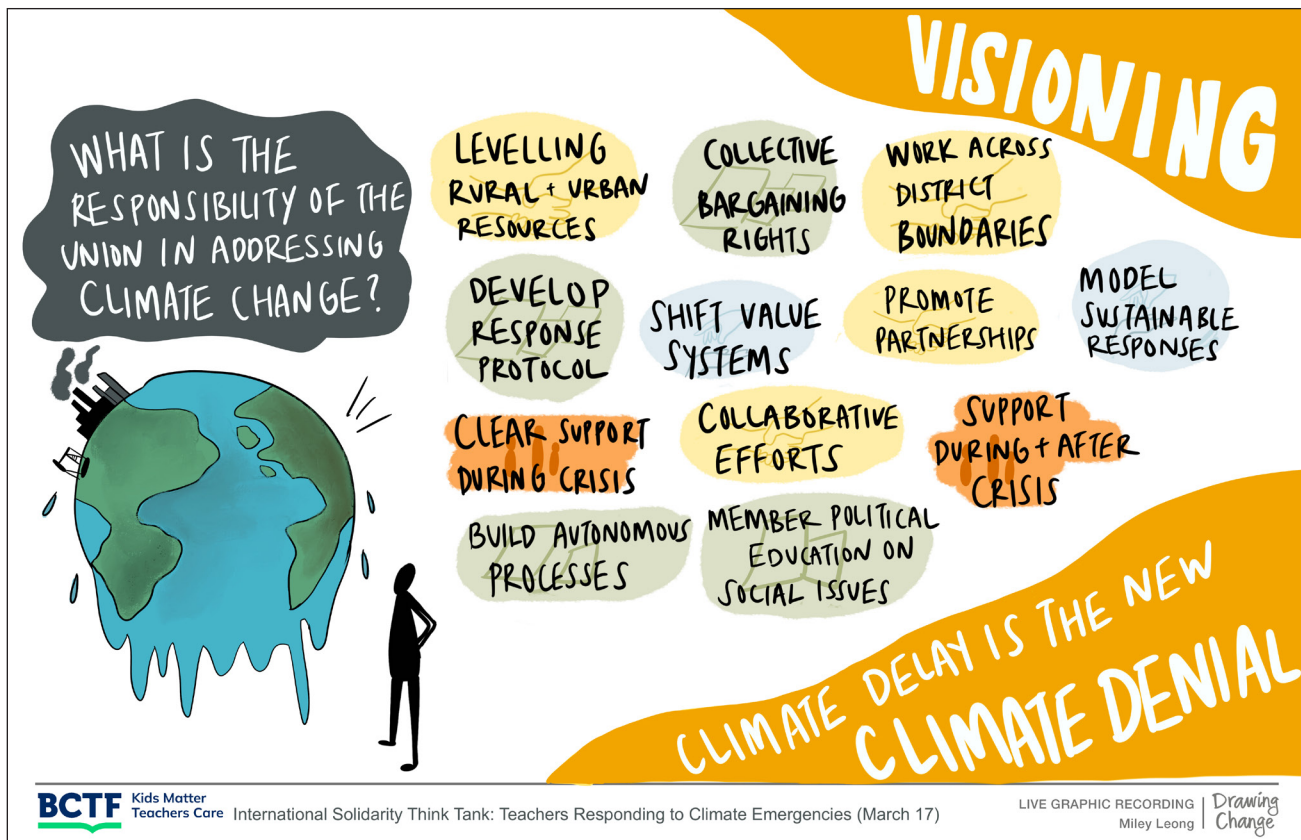 VISIONING
WHAT IS THE
RESPONSIBILITY OF THE
UNION IN ADDRESSING
CLIMATE CHANGE?
LEVELLING
RURAL + URBAN
RESOURCES
COLLECTIVE
BARGAINING
RIGHTS
WORK ACROSS
DISTRICT
BOUNDARIES
DEVELOP
RESPONSE
PROTOCOL
SHIFT VALUE
SYSTEMS
PROMOTE
PARTNERSHIPS
MODEL
SUSTAINABLE
RESPONSES
CLEAR SUPPORT
DURING CRISIS
COLLABORATIVE
EFFORTS
SUPPORT
DURING + AFTER
CRISIS
BUILD AUTONOMOUS
PROCESSES
MEMBER POLITICAL
EDUCATION ON
SOCIAL ISSUES
CLIMATE DELAY IS THE NEW
CLIMATE DENIAL
BCTF
Kids Matter
Teachers Care
International Solidarity Think Tank: Teachers Responding to Climate Emergencies (March 17)
LIVE GRAPHIC RECORDING
Miley Leong
Drawing
Change